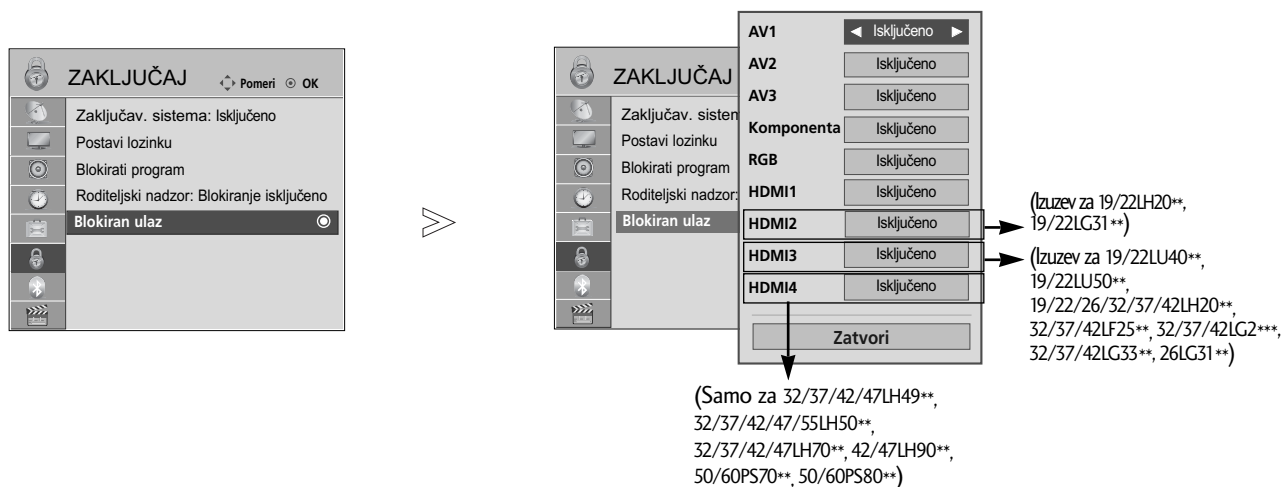 ZAKLJUČAJ Pomeri OK
Zaključav. sistema: Isključeno
Postavi lozinku
Blokirati program
Roditeljski nadzor: Blokiranje isključeno
Blokiran ulaz
ZAKLJUČAJ
Zaključav. sistem
Postavi lozinku
Blokirati program
Roditeljski nadzor:
Blokiran ulaz
AV1 ◄ Isključeno ►
AV2 Isključeno
AV3 Isključeno
Komponenta Isključeno
RGB Isključeno
HDMI1 Isključeno
HDMI2 Isključeno
HDMI3 Isključeno
HDMI4 Isključeno
Zatvori
(Izuzev za 19/22LH20**,
19/22LG31**)
(Izuzev za 19/22LU40**,
19/22LU50**,
19/22/26/32/37/42LH20**,
32/37/42LF25**, 32/37/42LG2***,
32/37/42LG33**, 26LG31**)
(Samo za 32/37/42/47LH49**,
32/37/42/47/55LH50**,
32/37/42/47LH70**, 42/47LH90**,
50/60PS70**, 50/60PS80**)